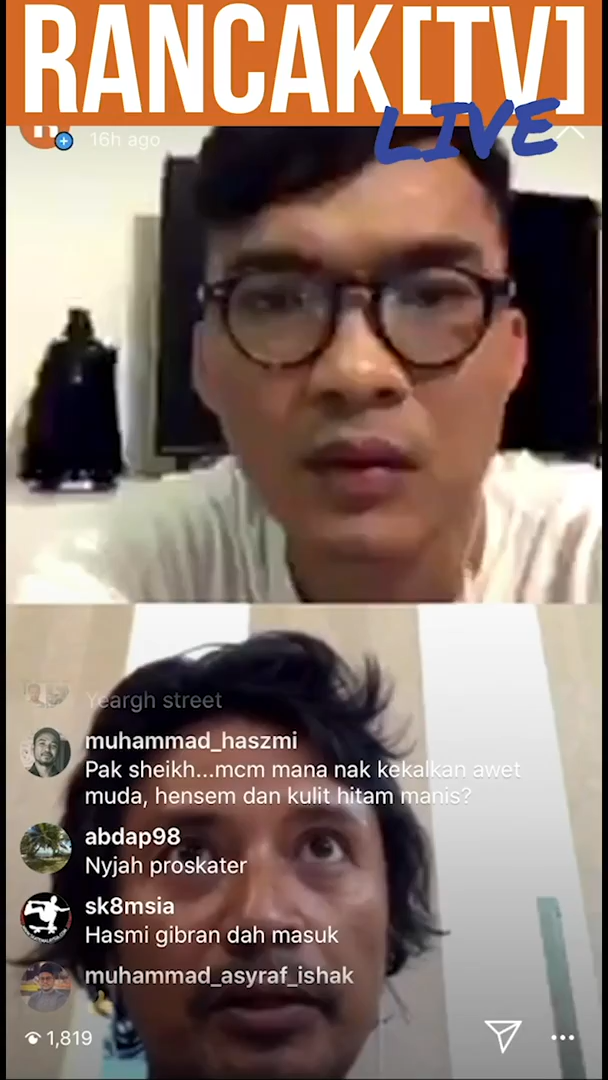 RANCAK[TV]
LIVE
16h ago
Yeargh street
muhammad_haszmi
Pak sheikh...mcm mana nak kekalkan awet
muda, hensem dan kulit hitam manis?
abdap98
Nyjah proskater
sk8msia
Hasmi gibran dah masuk
muhammad_asyraf_ishak
👍
1,819